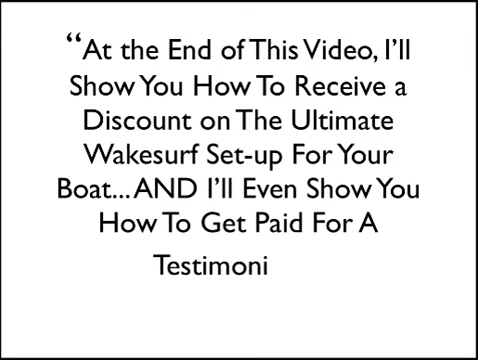 “At the End of This Video, I’ll
Show You How To Receive a
Discount on The Ultimate
Wakesurf Set-up For Your
Boat... AND I’ll Even Show You
How To Get Paid For A
Testimoni